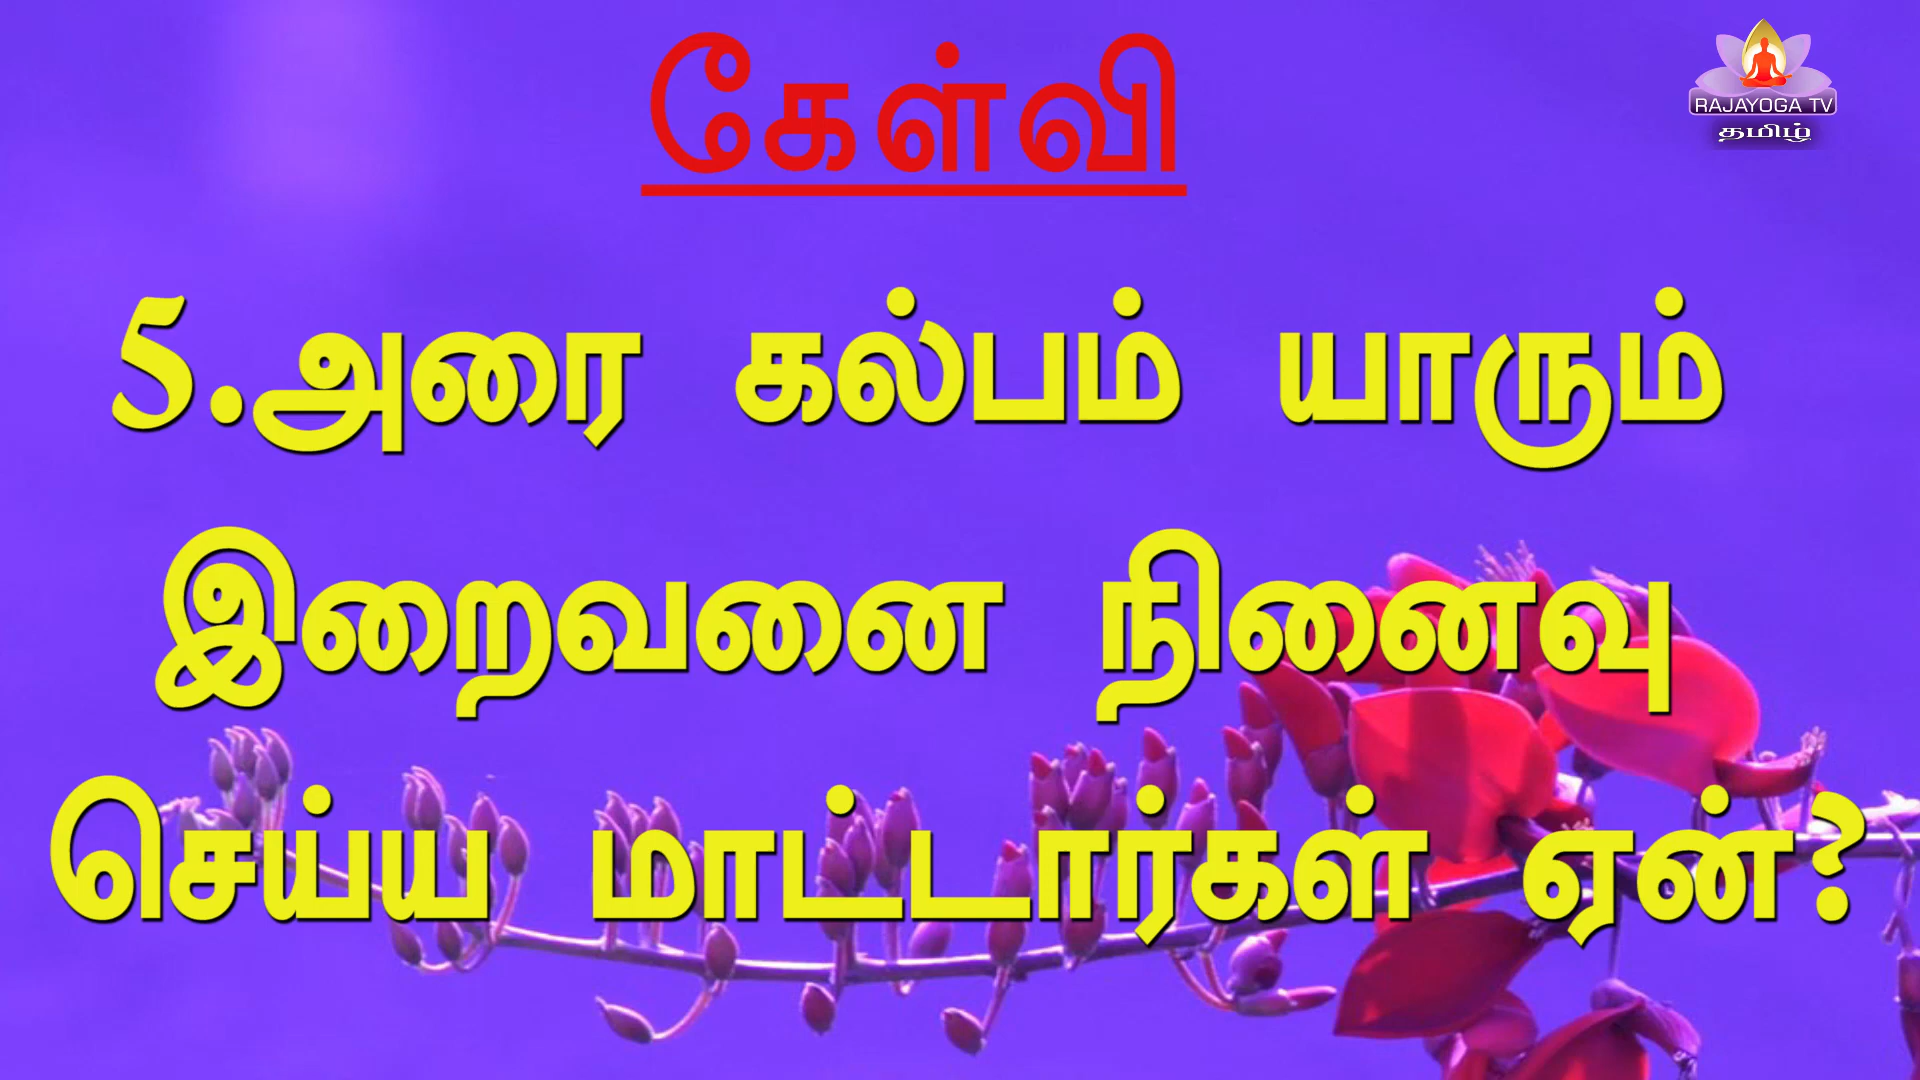 கேள்வி
RAJAYOGA TV
தமிழ்
5.அரை கல்பம் யாரும்
இறைவனை நினைவு
செய்ய மாட்டார்கள் ஏன்?